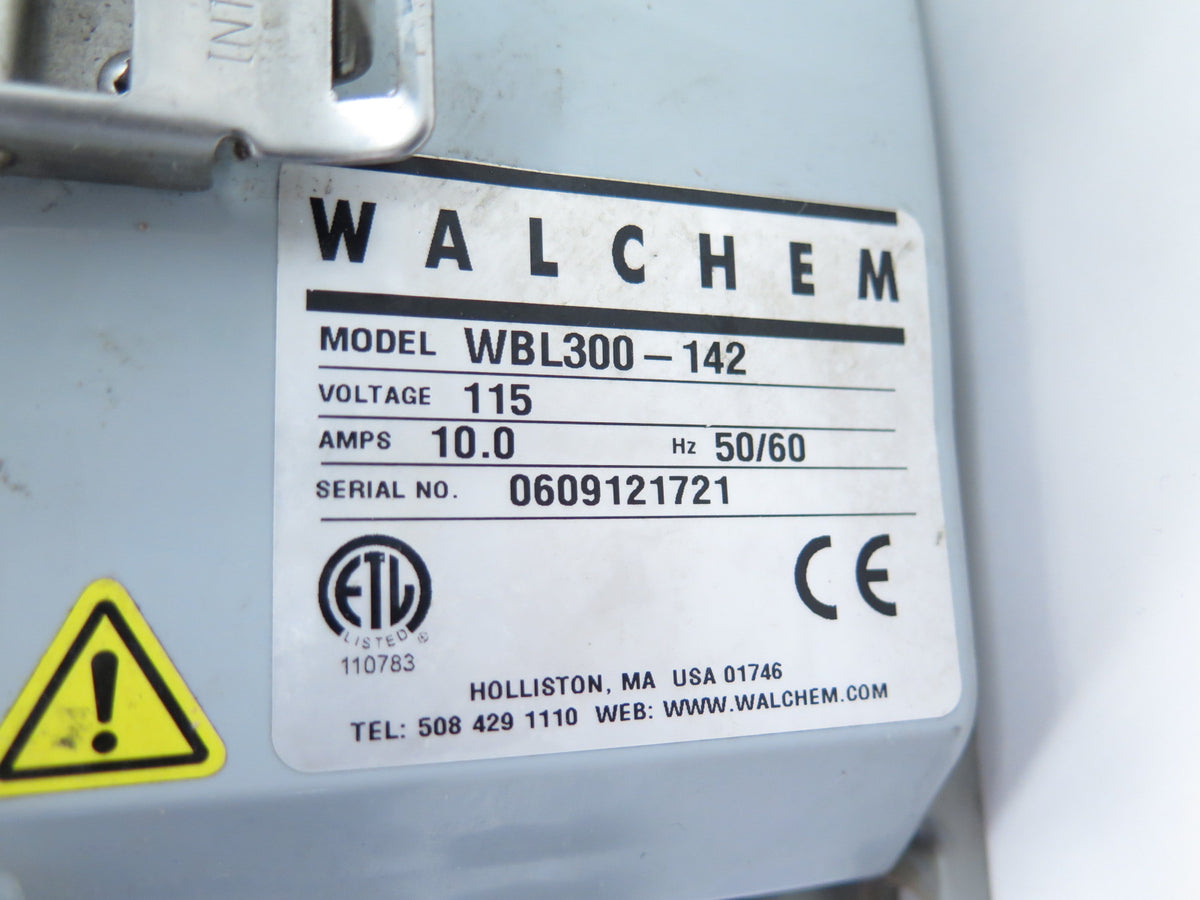 INT
WALCHEM
MODEL WBL300-142
VOLTAGE 115
AMPS 10.0 Hz 50/60
SERIAL NO. 0609121721
ETL CE
LISTED ®
110783
HOLLISTON, MA USA 01746
TEL: 508 429 1110 WEB: WWW.WALCHEM.COM
!